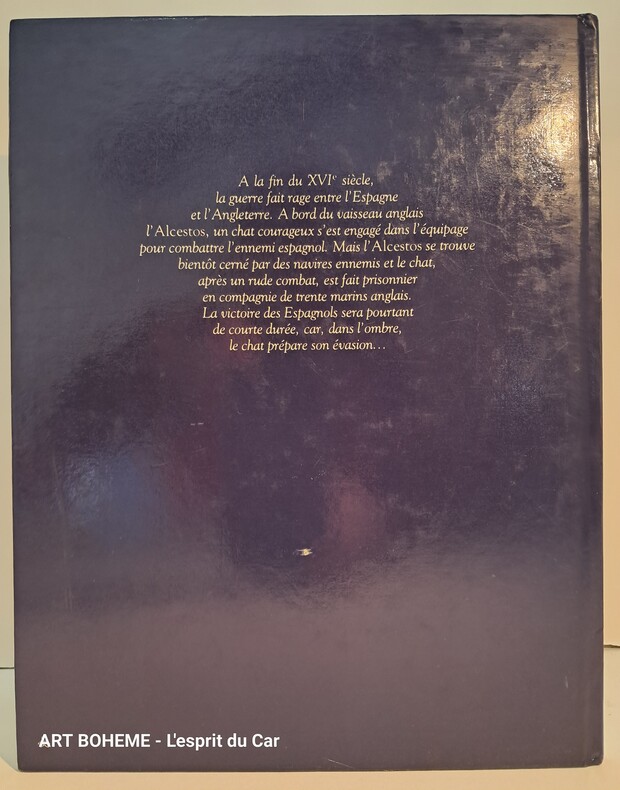 A la fin du XVIᵉ siècle,
la guerre fait rage entre l'Espagne
et l'Angleterre. A bord du vaisseau anglais
l'Alcestos, un chat courageux s'est engagé dans l'équipage
pour combattre l'ennemi espagnol. Mais l'Alcestos se trouve
bientôt cerné par des navires ennemis et le chat,
après un rude combat, est fait prisonnier
en compagnie de trente marins anglais.
La victoire des Espagnols sera pourtant
de courte durée, car, dans l'ombre,
le chat prépare son évasion...
ART BOHEME - L'esprit du Car